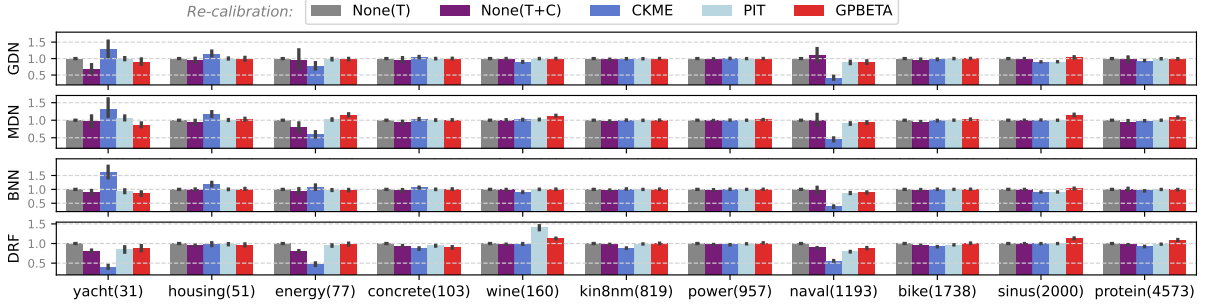 Re-calibration: None(T) None(T+C) CKME PIT GPBETA
GDN
1.5
1.0
0.5
MDN
1.5
1.0
0.5
BNN
1.5
1.0
0.5
DRF
1.5
1.0
0.5
yacht(31) housing(51) energy(77) concrete(103) wine(160) kin8nm(819) power(957) naval(1193) bike(1738) sinus(2000) protein(4573)